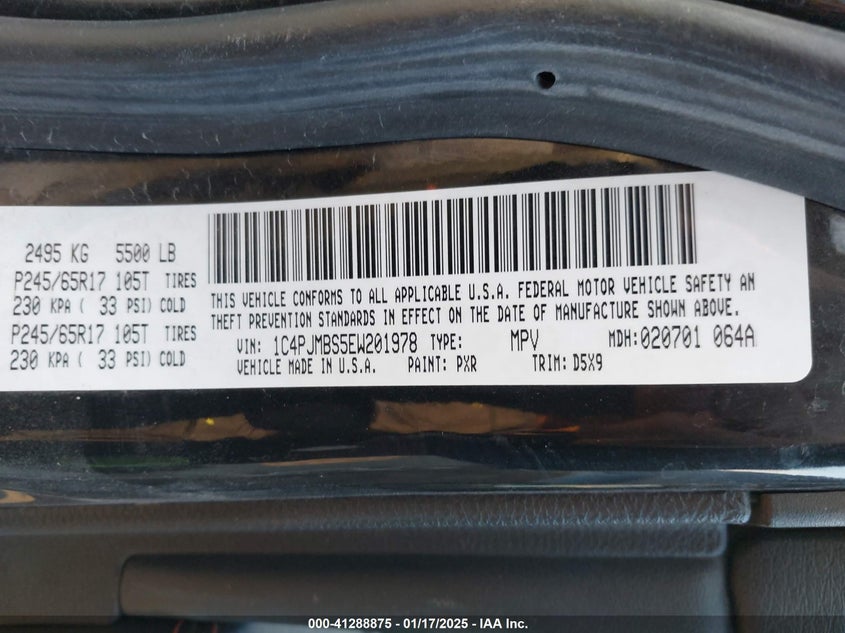 2495 KG 5500 LB
P245/65R17 105T TIRES
230 KPA ( 33 PSI) COLD
P245/65R17 105T TIRES
230 KPA ( 33 PSI) COLD
THIS VEHICLE CONFORMS TO ALL APPLICABLE U.S.A. FEDERAL MOTOR VEHICLE SAFETY AN
THEFT PREVENTION STANDARDS IN EFFECT ON THE DATE OF MANUFACTURE SHOWN ABOVE.
VIN: 1C4PJMBS5EW201978 TYPE: MPV MDH: 020701 064A
VEHICLE MADE IN U.S.A. PAINT: PXR TRIM: D5X9
000-41288875 - 01/17/2025 - IAA Inc.